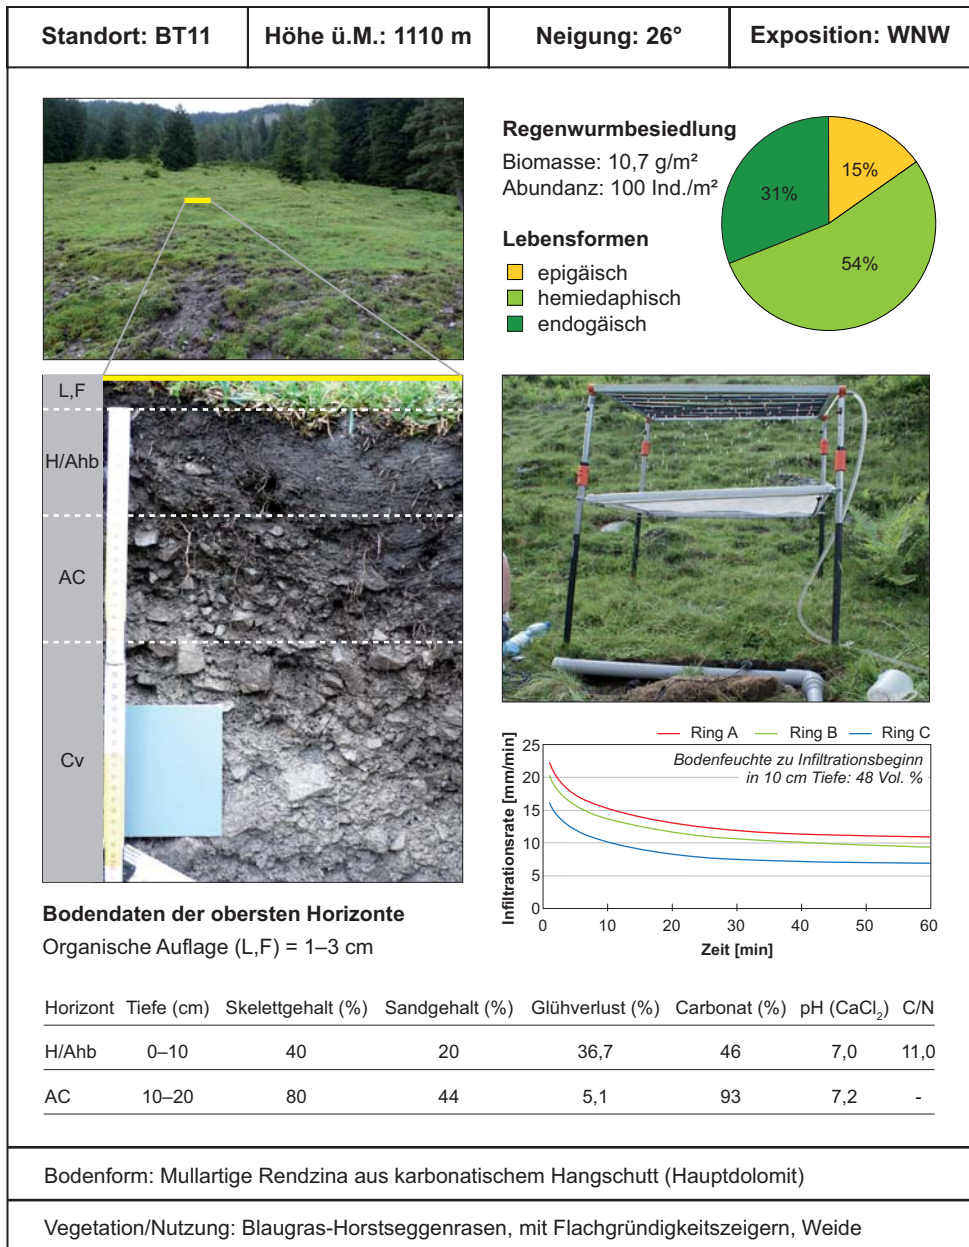 Standort: BT11 Höhe ü.M.: 1110 m Neigung: 26° Exposition: WNW
Regenwurmbesiedlung
Biomasse: 10,7 g/m²
Abundanz: 100 Ind./m²
Lebensformen
epigäisch
hemiedaphisch
endogäisch
15%
31%
54%
L,F
H/Ahb
AC
Cv
Ring A Ring B Ring C
Bodenfeuchte zu Infiltrationsbeginn
in 10 cm Tiefe: 48 Vol. %
Infiltrationsrate [mm/min]
25
20
15
10
5
0
0 10 20 30 40 50 60
Zeit [min]
Bodendaten der obersten Horizonte
Organische Auflage (L,F) = 1–3 cm
Horizont Tiefe (cm) Skelettgehalt (%) Sandgehalt (%) Glühverlust (%) Carbonat (%) pH (CaCl₂) C/N
H/Ahb 0–10 40 20 36,7 46 7,0 11,0
AC 10–20 80 44 5,1 93 7,2 -
Bodenform: Mullartige Rendzina aus karbonatischem Hangschutt (Hauptdolomit)
Vegetation/Nutzung: Blaugras-Horstseggenrasen, mit Flachgründigkeitszeigern, Weide